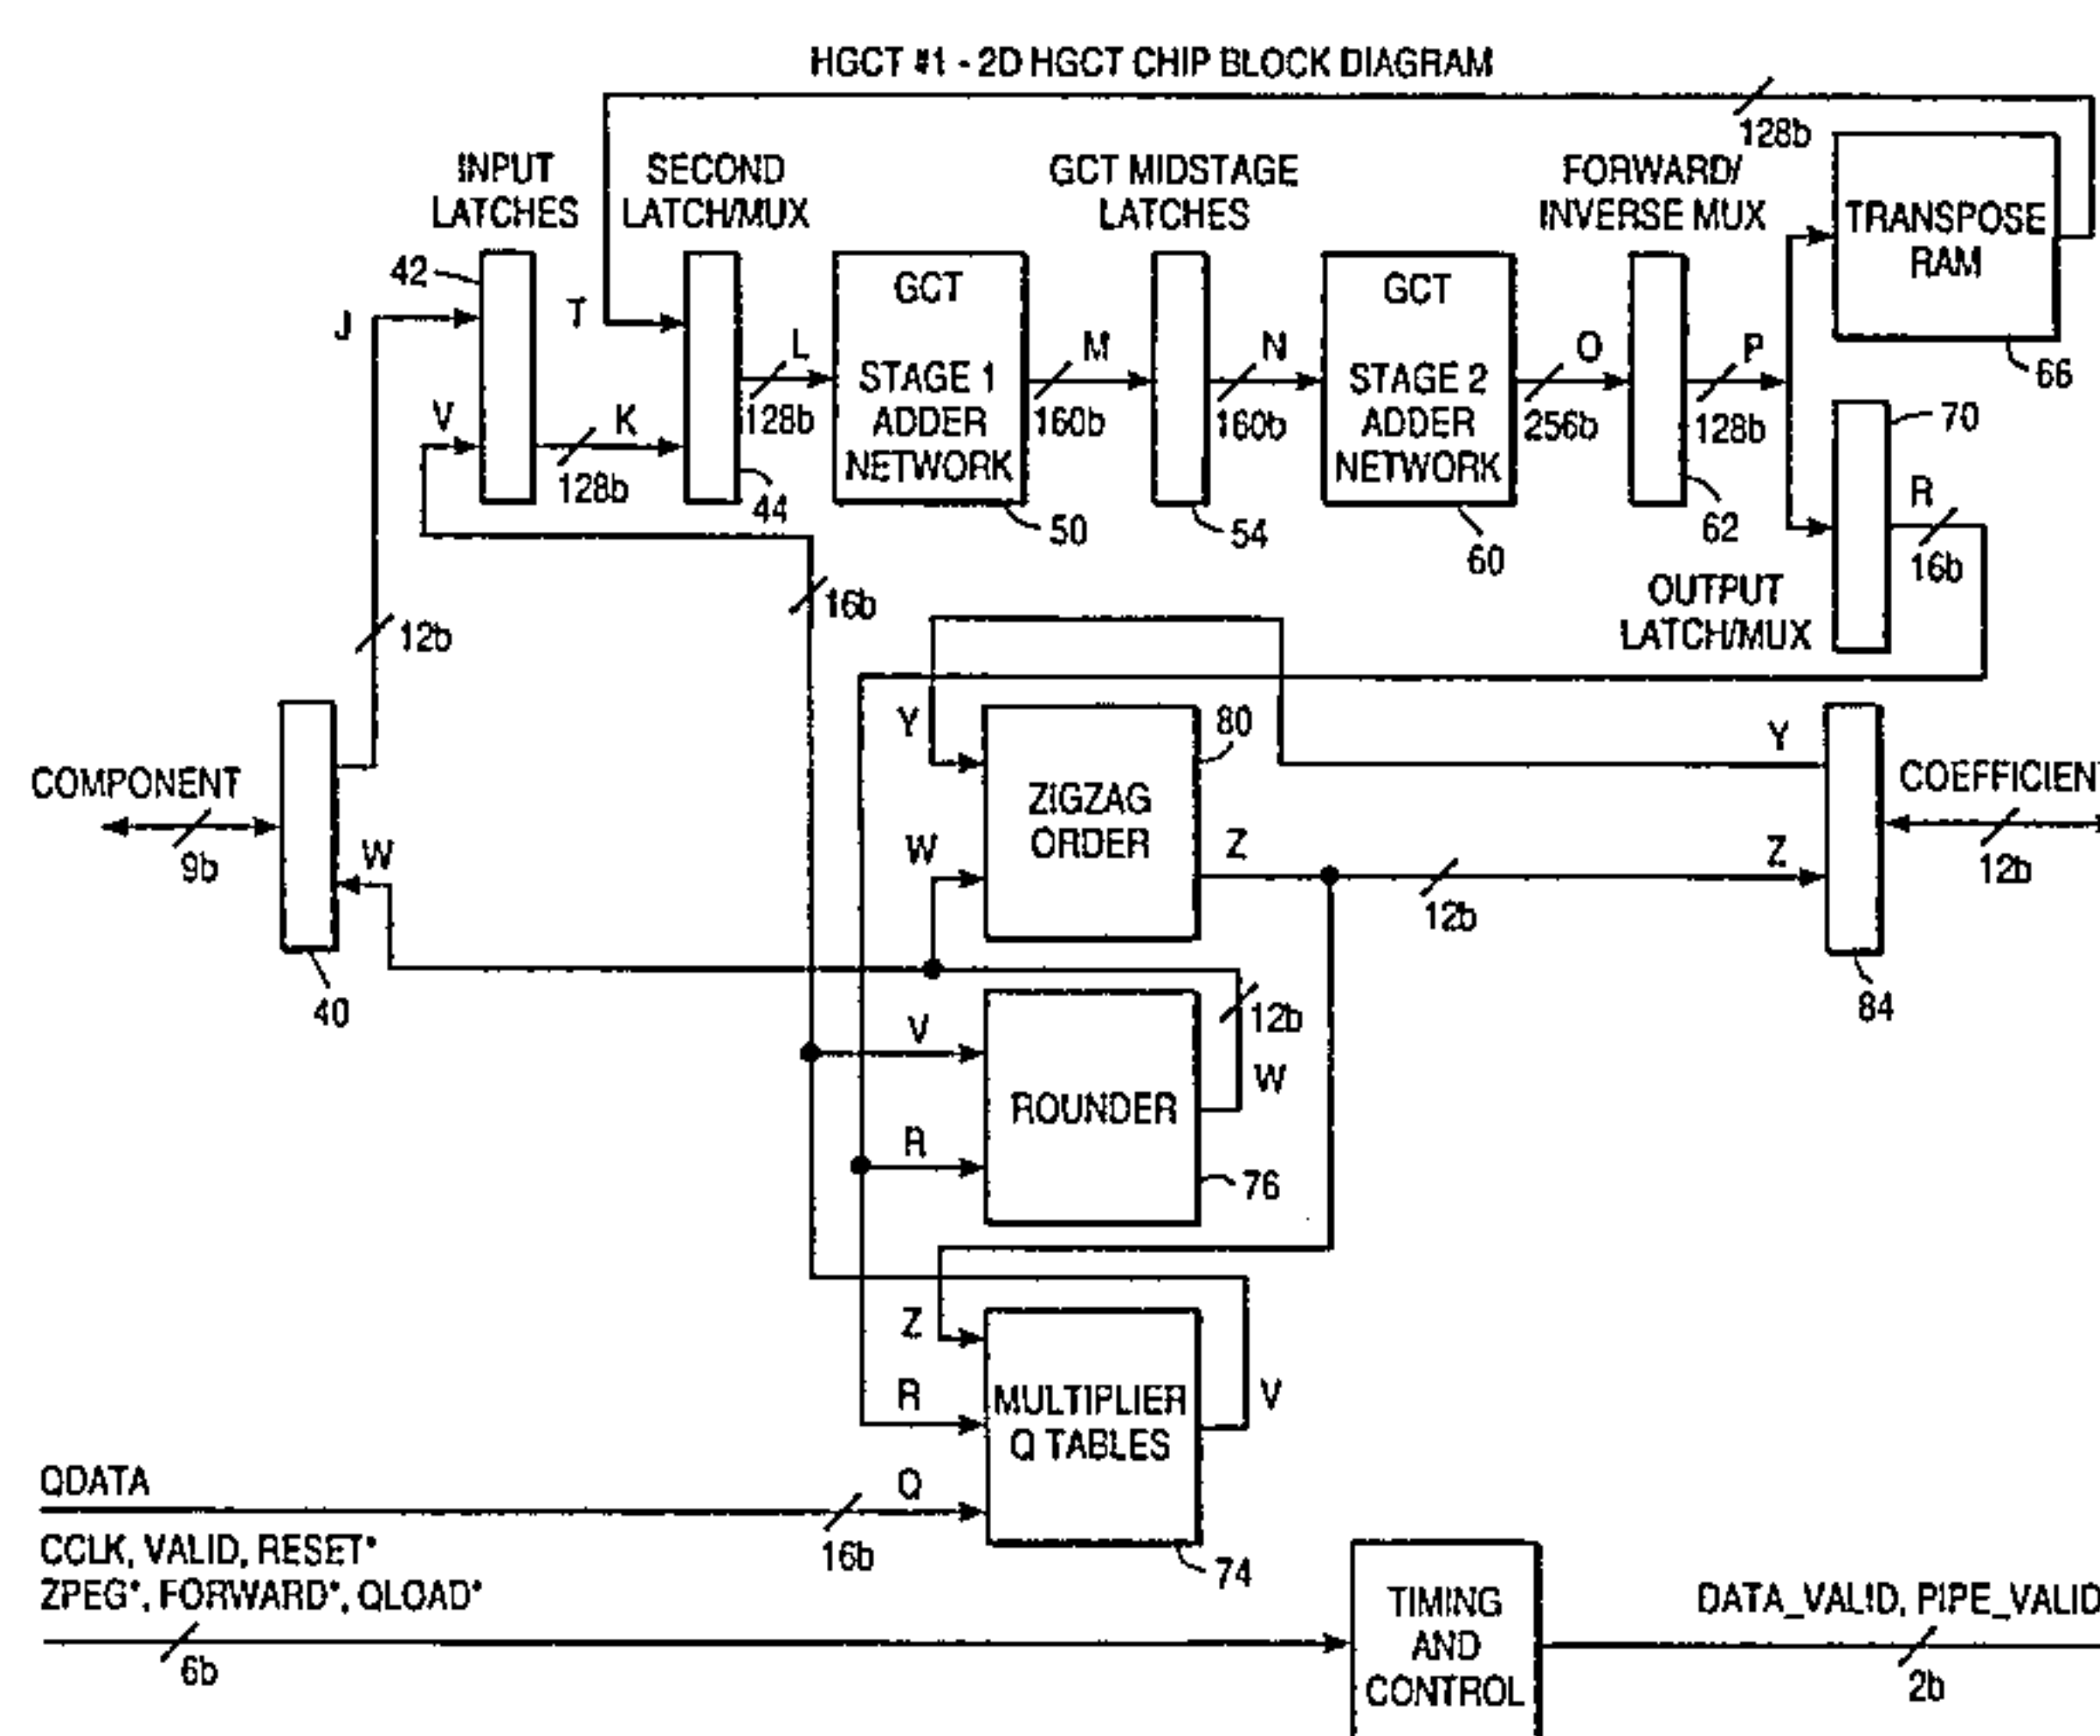 HGCT #1 - 2D HGCT CHIP BLOCK DIAGRAM
128b
INPUT
LATCHES
SECOND
LATCH/MUX
GCT MIDSTAGE
LATCHES
FORWARD/
INVERSE MUX
TRANSPOSE
RAM
66
42
J
V
T
K
128b
44
L
128b
GCT
STAGE 1
ADDER
NETWORK
50
M
160b
54
N
160b
GCT
STAGE 2
ADDER
NETWORK
60
O
256b
62
P
128b
70
R
16b
OUTPUT
LATCH/MUX
12b
16b
COMPONENT
9b
W
40
Y
W
ZIGZAG
ORDER
80
Z
12b
Y
Z
COEFFICIENT
12b
84
V
R
ROUNDER
12b
W
76
Z
R
Q
MULTIPLIER
Q TABLES
V
74
QDATA
16b
CCLK, VALID, RESET*
ZPEG*, FORWARD*, QLOAD*
6b
TIMING
AND
CONTROL
DATA_VALID, PIPE_VALID
2b